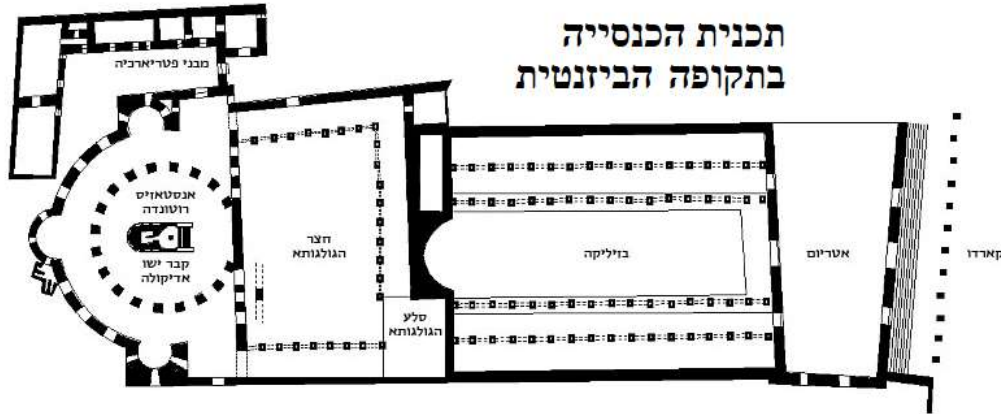 תכנית הכנסייה
בתקופה הביזנטית
מבני פטריארכיה
קארדו
אטריום
בזיליקה
סלע
הגולגותא
חצר
הגולגותא
אנסטאזיס
רוטונדה
קבר ישו
אדיקולה